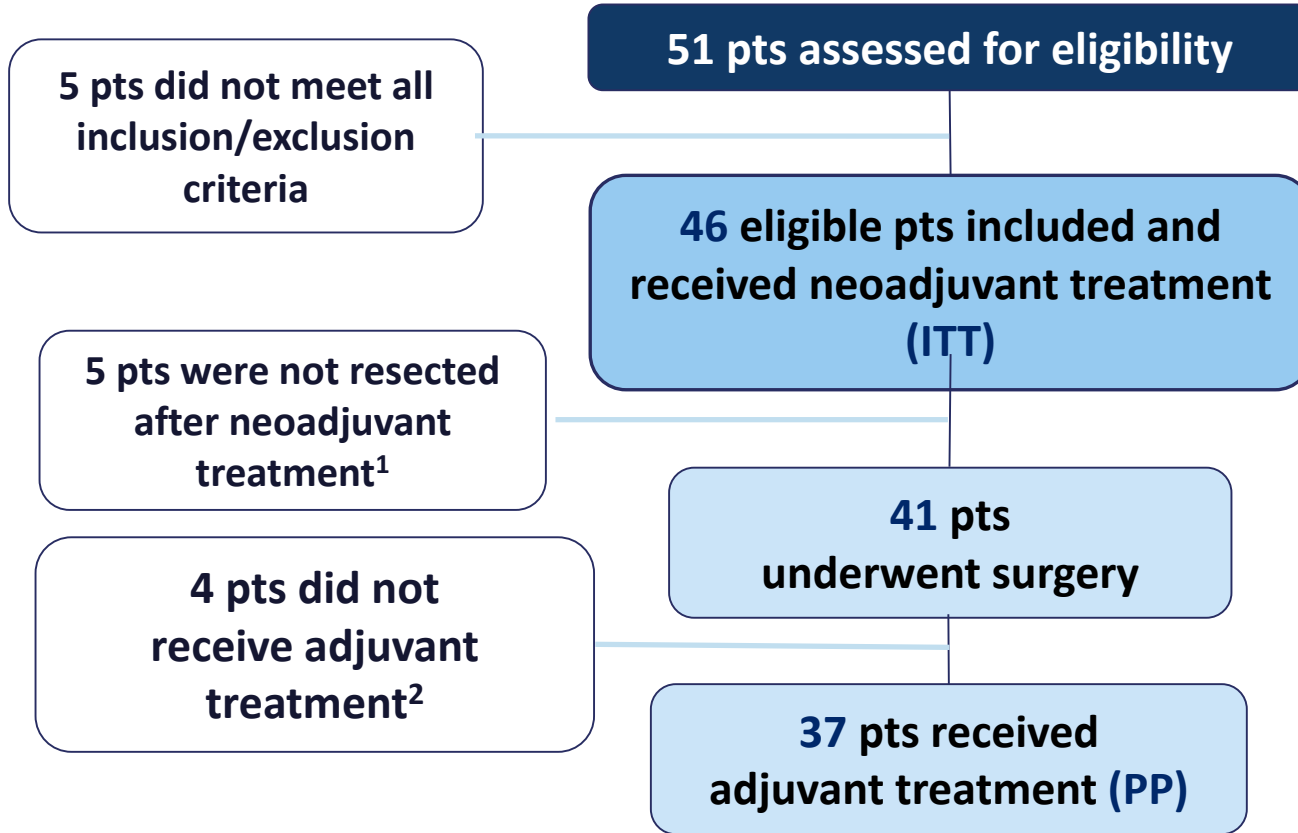 51 pts assessed for eligibility
5 pts did not meet all
inclusion/exclusion
criteria
46 eligible pts included and
received neoadjuvant treatment
(ITT)
5 pts were not resected
after neoadjuvant
treatment¹
41 pts
underwent surgery
4 pts did not
receive adjuvant
treatment²
37 pts received
adjuvant treatment (PP)